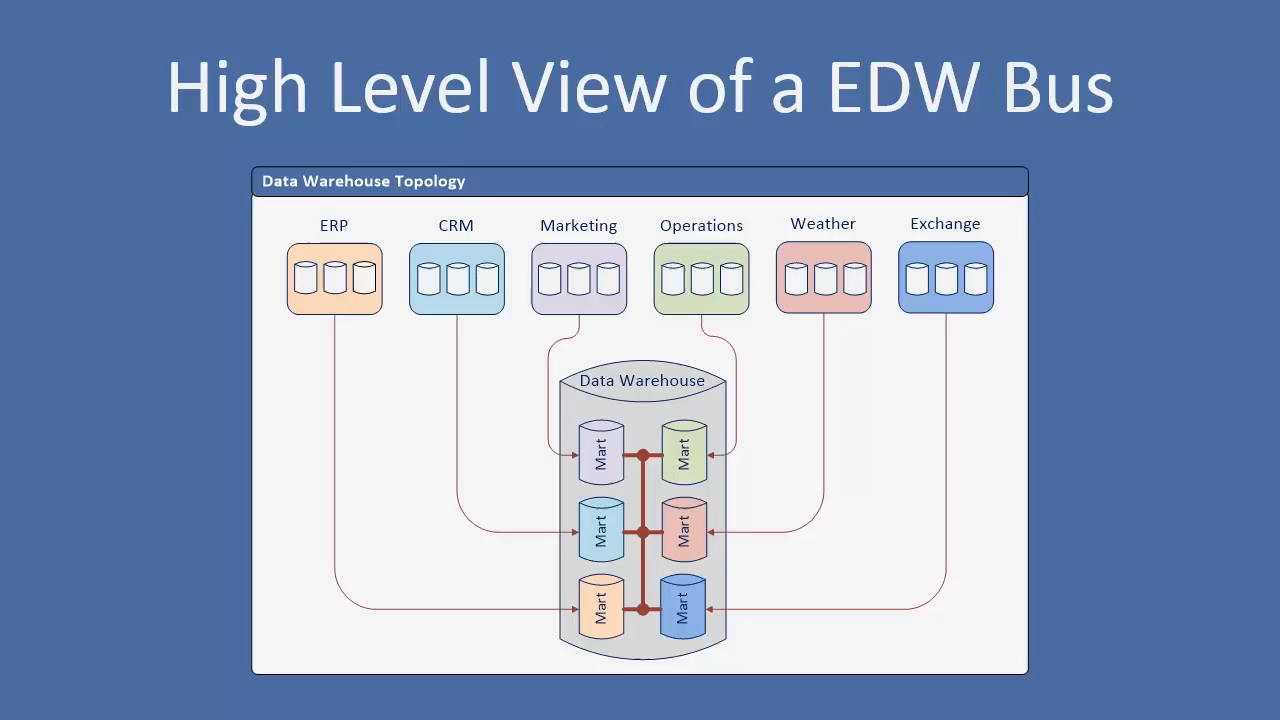 High Level View of a EDW Bus
Data Warehouse Topology
ERP
CRM
Marketing
Operations
Weather
Exchange
Data Warehouse
Mart
Mart
Mart
Mart
Mart
Mart